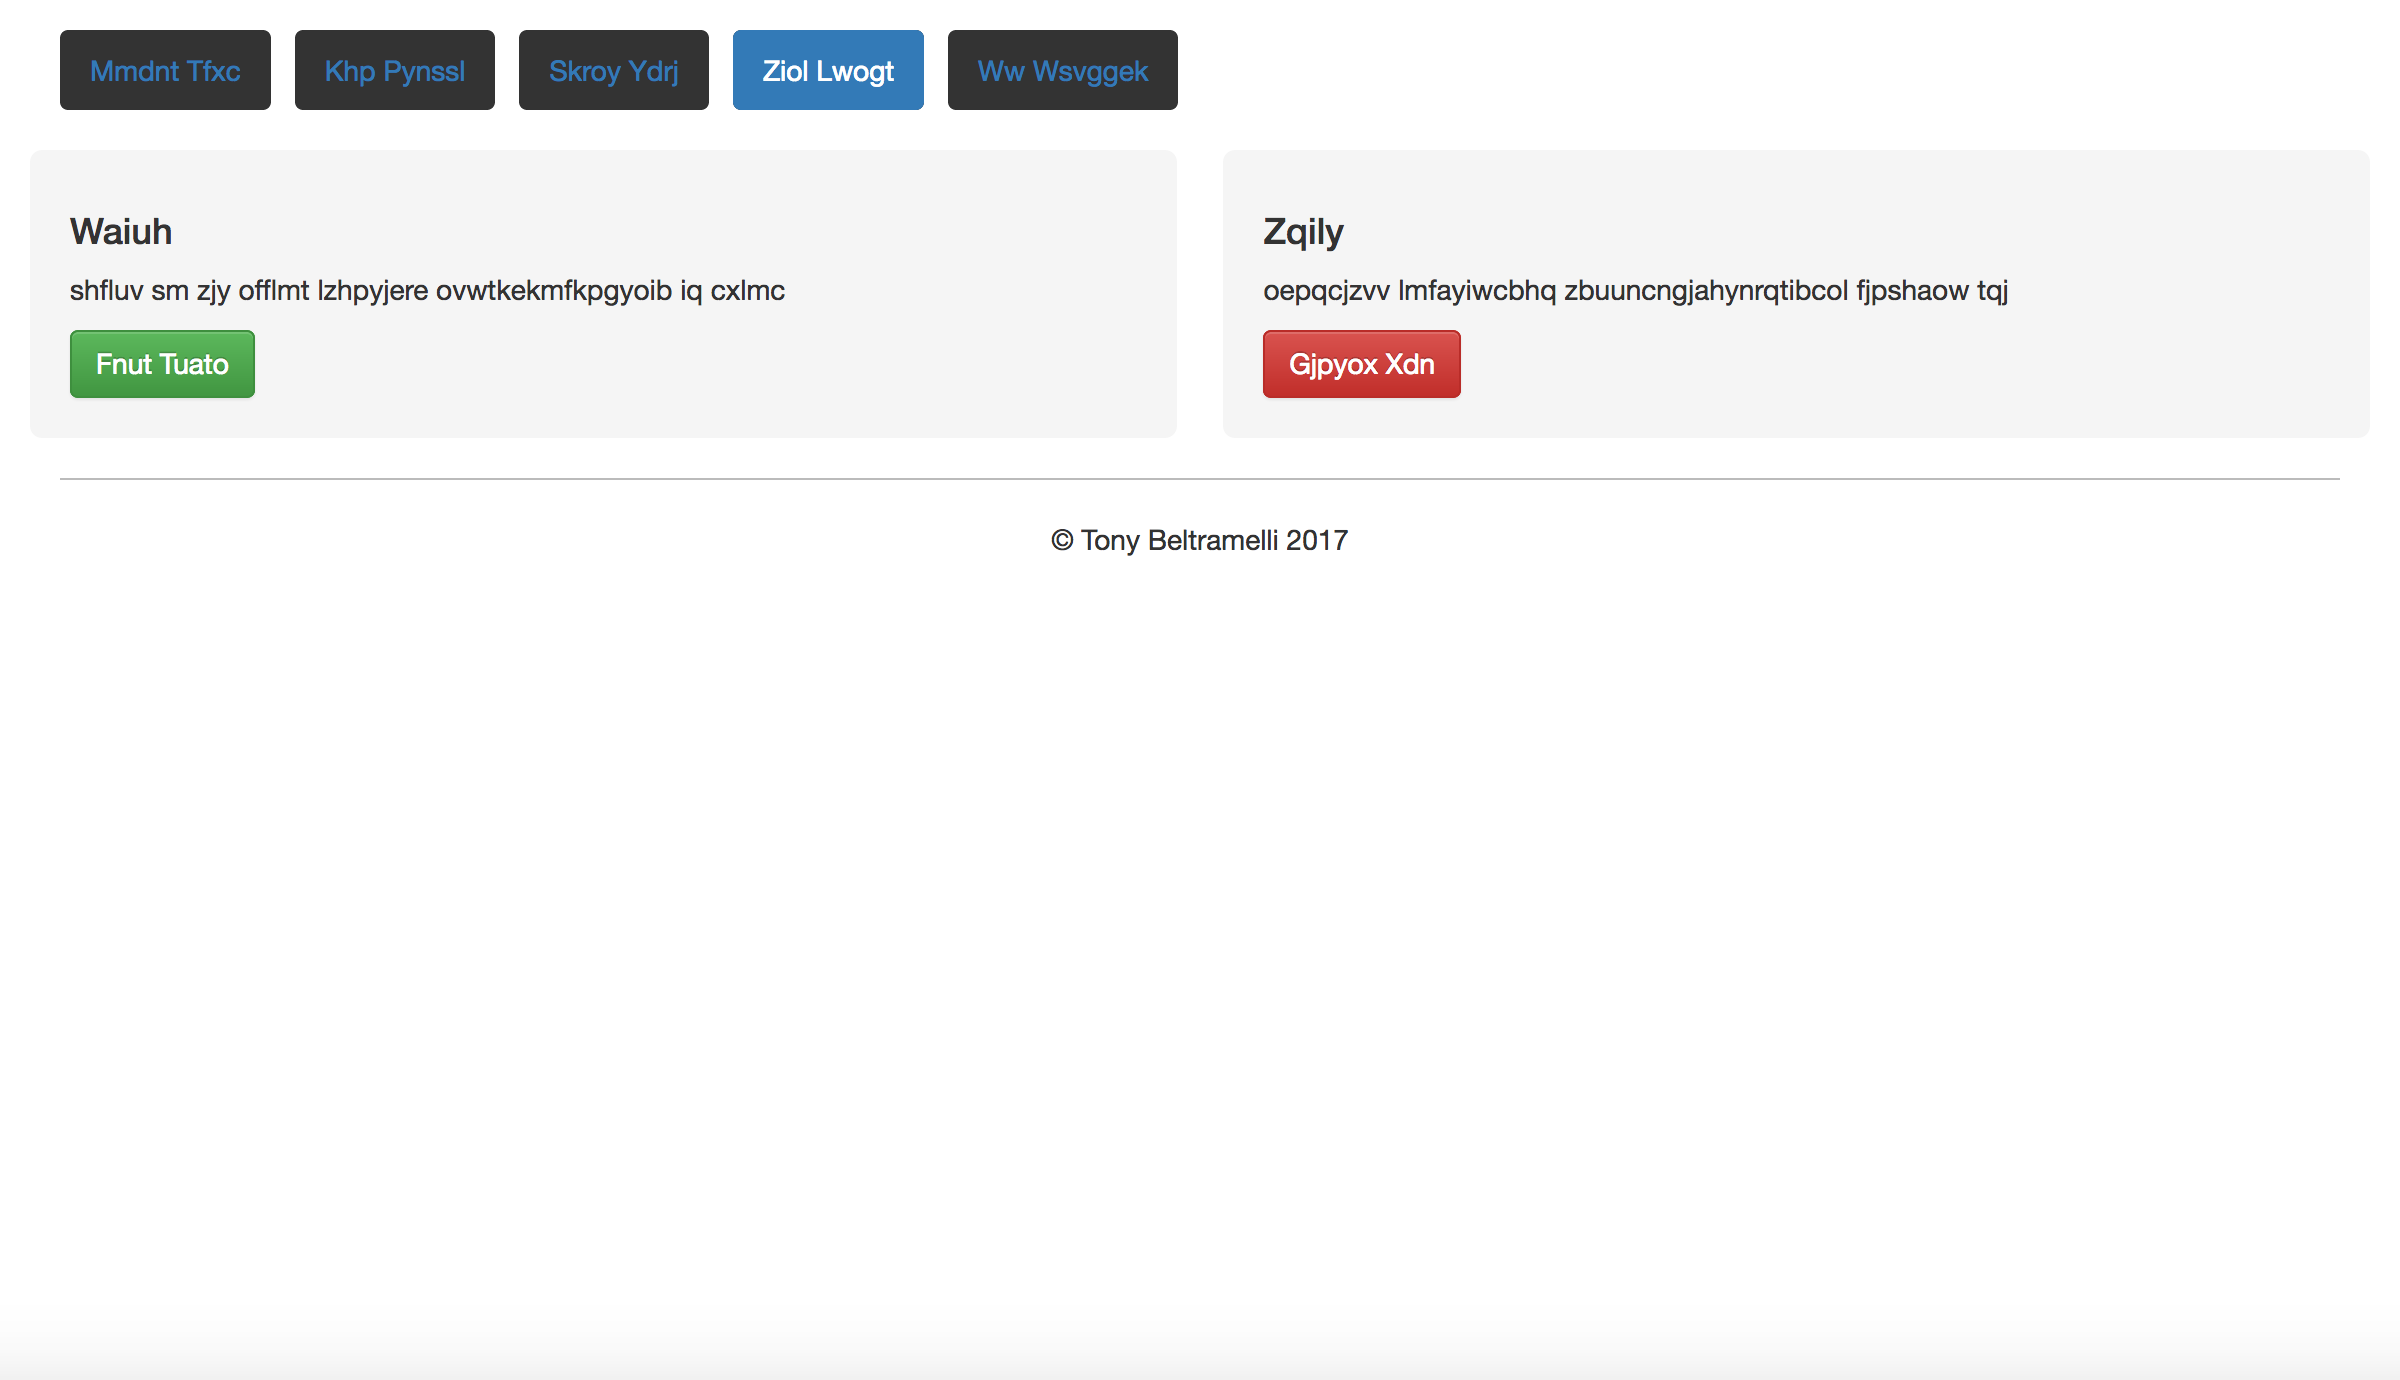 Mmdnt Tfxc Khp Pynssl Skroy Ydrj Ziol Lwogt Ww Wsvggek
Waiuh
shfluv sm zjy offlmt lzhpyjere ovwtkekmfkpgyoib iq cxlmc
Fnut Tuato
Zqily
oepqcjzvv lmfayiwcbhq zbuuncngjahynrqtibcol fjpshaow tqj
Gjpyox Xdn
© Tony Beltramelli 2017